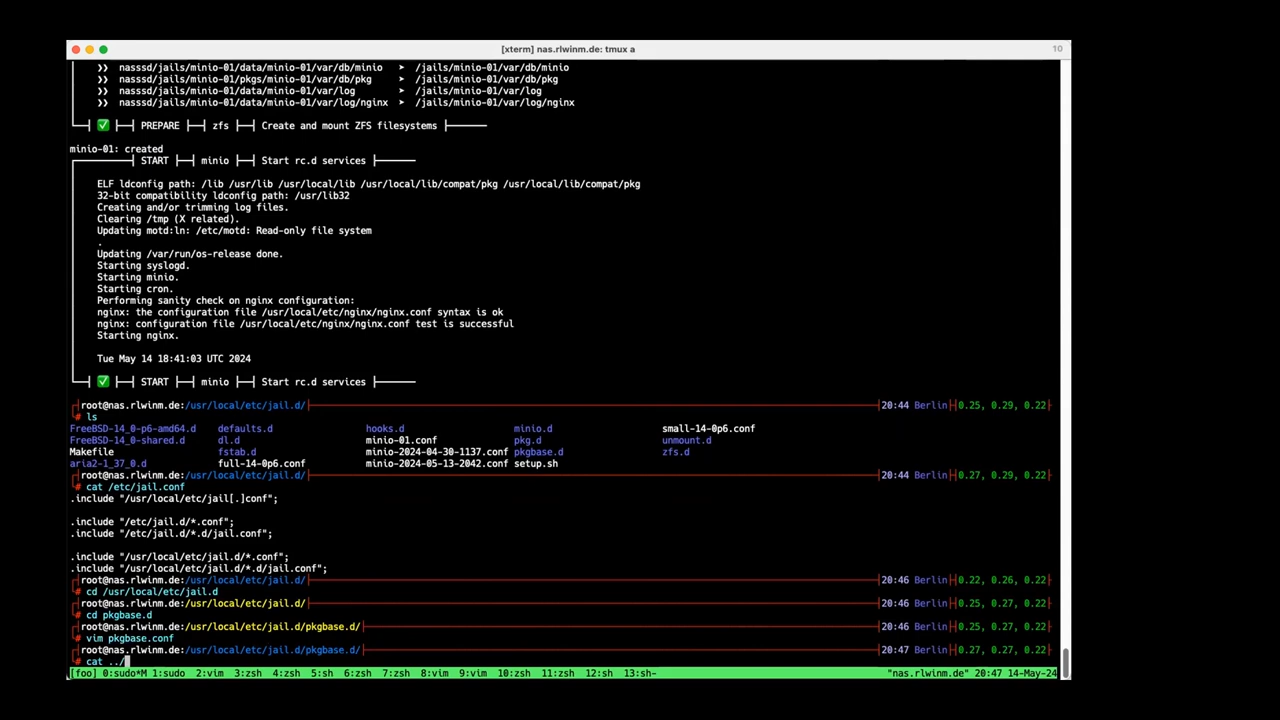 [xterm] nas.rlwinm.de: tmux a
10
❯❯ nasssd/jails/minio-01/data/minio-01/var/db/minio ➤ /jails/minio-01/var/db/minio
❯❯ nasssd/jails/minio-01/pkgs/minio-01/var/db/pkg ➤ /jails/minio-01/var/db/pkg
❯❯ nasssd/jails/minio-01/data/minio-01/var/log ➤ /jails/minio-01/var/log
❯❯ nasssd/jails/minio-01/data/minio-01/var/log/nginx ➤ /jails/minio-01/var/log/nginx
✅ PREPARE zfs Create and mount ZFS filesystems
minio-01: created
START minio Start rc.d services
ELF ldconfig path: /lib /usr/lib /usr/local/lib /usr/local/lib/compat/pkg /usr/local/lib/compat/pkg
32-bit compatibility ldconfig path: /usr/lib32
Creating and/or trimming log files.
Clearing /tmp (X related).
Updating motd:ln: /etc/motd: Read-only file system
.
Updating /var/run/os-release done.
Starting syslogd.
Starting minio.
Starting cron.
Performing sanity check on nginx configuration:
nginx: the configuration file /usr/local/etc/nginx/nginx.conf syntax is ok
nginx: configuration file /usr/local/etc/nginx/nginx.conf test is successful
Starting nginx.
Tue May 14 18:41:03 UTC 2024
✅ START minio Start rc.d services
root@nas.rlwinm.de:/usr/local/etc/jail.d/ 20:44 Berlin 0.25, 0.29, 0.22
# ls
FreeBSD-14_0-p6-amd64.d defaults.d hooks.d minio.d small-14-0p6.conf
FreeBSD-14_0-shared.d dl.d minio-01.conf pkg.d unmount.d
Makefile fstab.d minio-2024-04-30-1137.conf pkgbase.d zfs.d
aria2-1_37_0.d full-14-0p6.conf minio-2024-05-13-2042.conf setup.sh
root@nas.rlwinm.de:/usr/local/etc/jail.d/ 20:44 Berlin 0.27, 0.29, 0.22
# cat /etc/jail.conf
.include "/usr/local/etc/jail[.]conf";
.include "/etc/jail.d/*.conf";
.include "/etc/jail.d/*.d/jail.conf";
.include "/usr/local/etc/jail.d/*.conf";
.include "/usr/local/etc/jail.d/*.d/jail.conf";
root@nas.rlwinm.de:/usr/local/etc/jail.d/ 20:46 Berlin 0.22, 0.26, 0.22
# cd /usr/local/etc/jail.d
root@nas.rlwinm.de:/usr/local/etc/jail.d/ 20:46 Berlin 0.25, 0.27, 0.22
# cd pkgbase.d
root@nas.rlwinm.de:/usr/local/etc/jail.d/pkgbase.d/ 20:46 Berlin 0.25, 0.27, 0.22
# vim pkgbase.conf
root@nas.rlwinm.de:/usr/local/etc/jail.d/pkgbase.d/ 20:47 Berlin 0.27, 0.27, 0.22
# cat ../
[foo] 0:sudo*M 1:sudo 2:vim 3:zsh 4:zsh 5:sh 6:zsh 7:zsh 8:vim 9:vim 10:zsh 11:zsh 12:sh 13:sh- "nas.rlwinm.de" 20:47 14-May-24